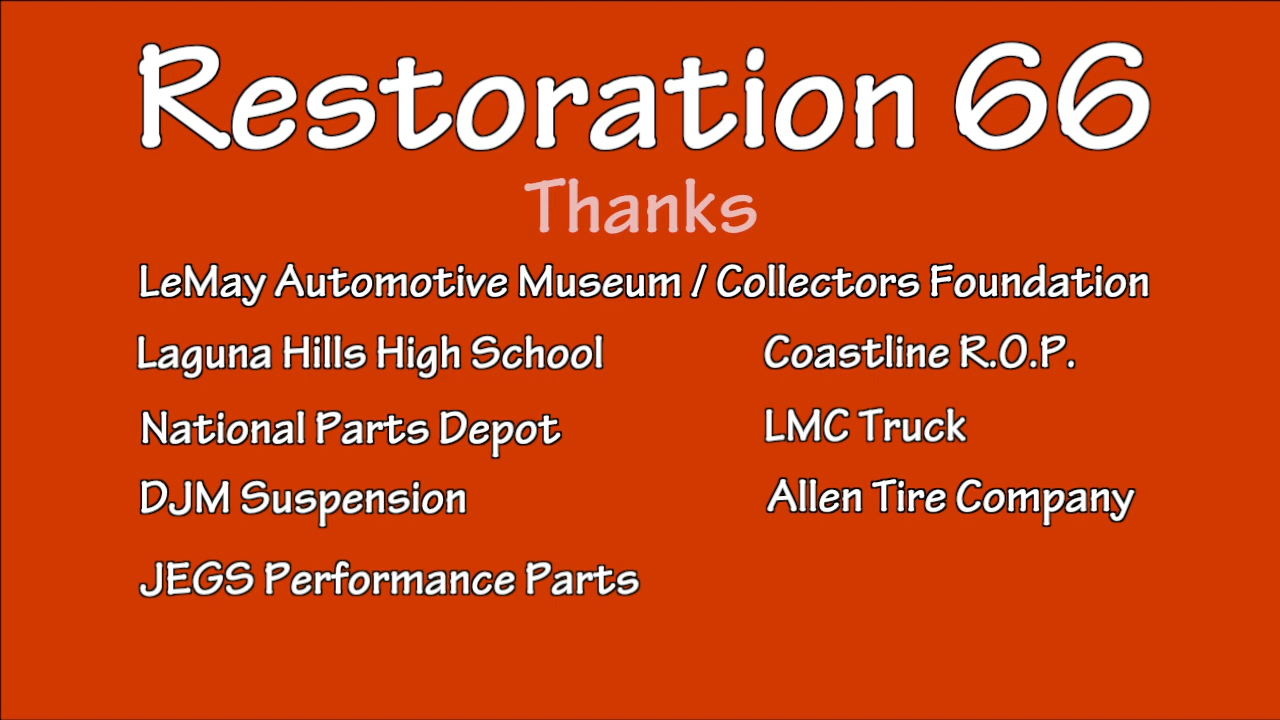 Restoration 66
Thanks
LeMay Automotive Museum / Collectors Foundation
Laguna Hills High School
Coastline R.O.P.
National Parts Depot
LMC Truck
DJM Suspension
Allen Tire Company
JEGS Performance Parts